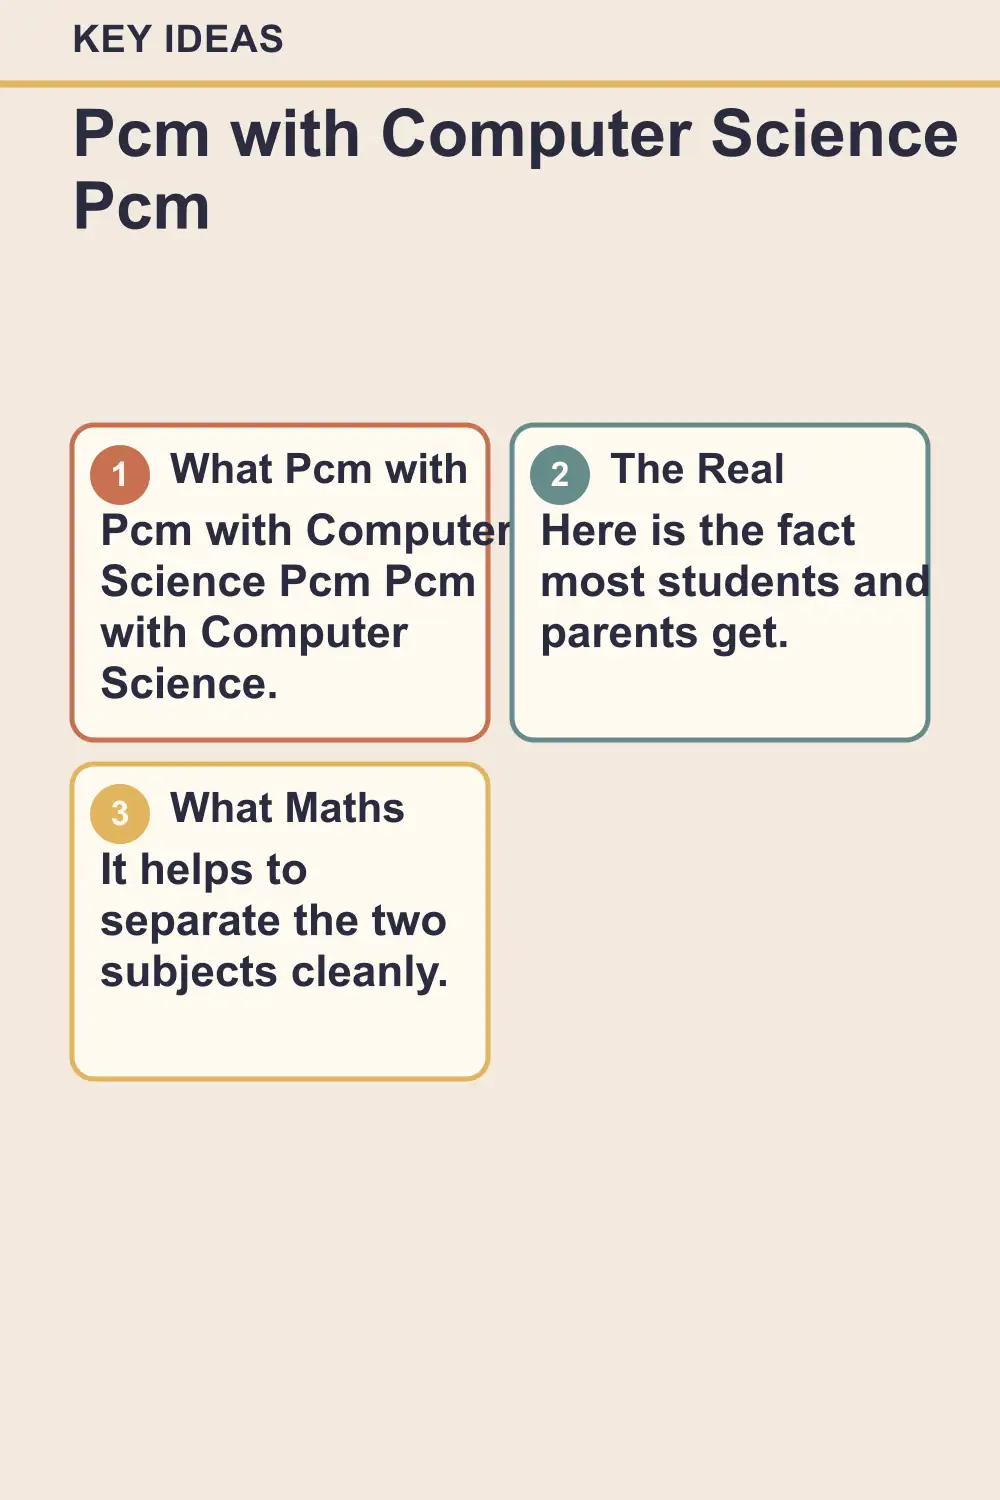 KEY IDEAS
Pcm with Computer Science
Pcm
1
What Pcm with
Pcm with Computer
Science Pcm Pcm
with Computer
Science.
2
The Real
Here is the fact
most students and
parents get.
3
What Maths
It helps to
separate the two
subjects cleanly.